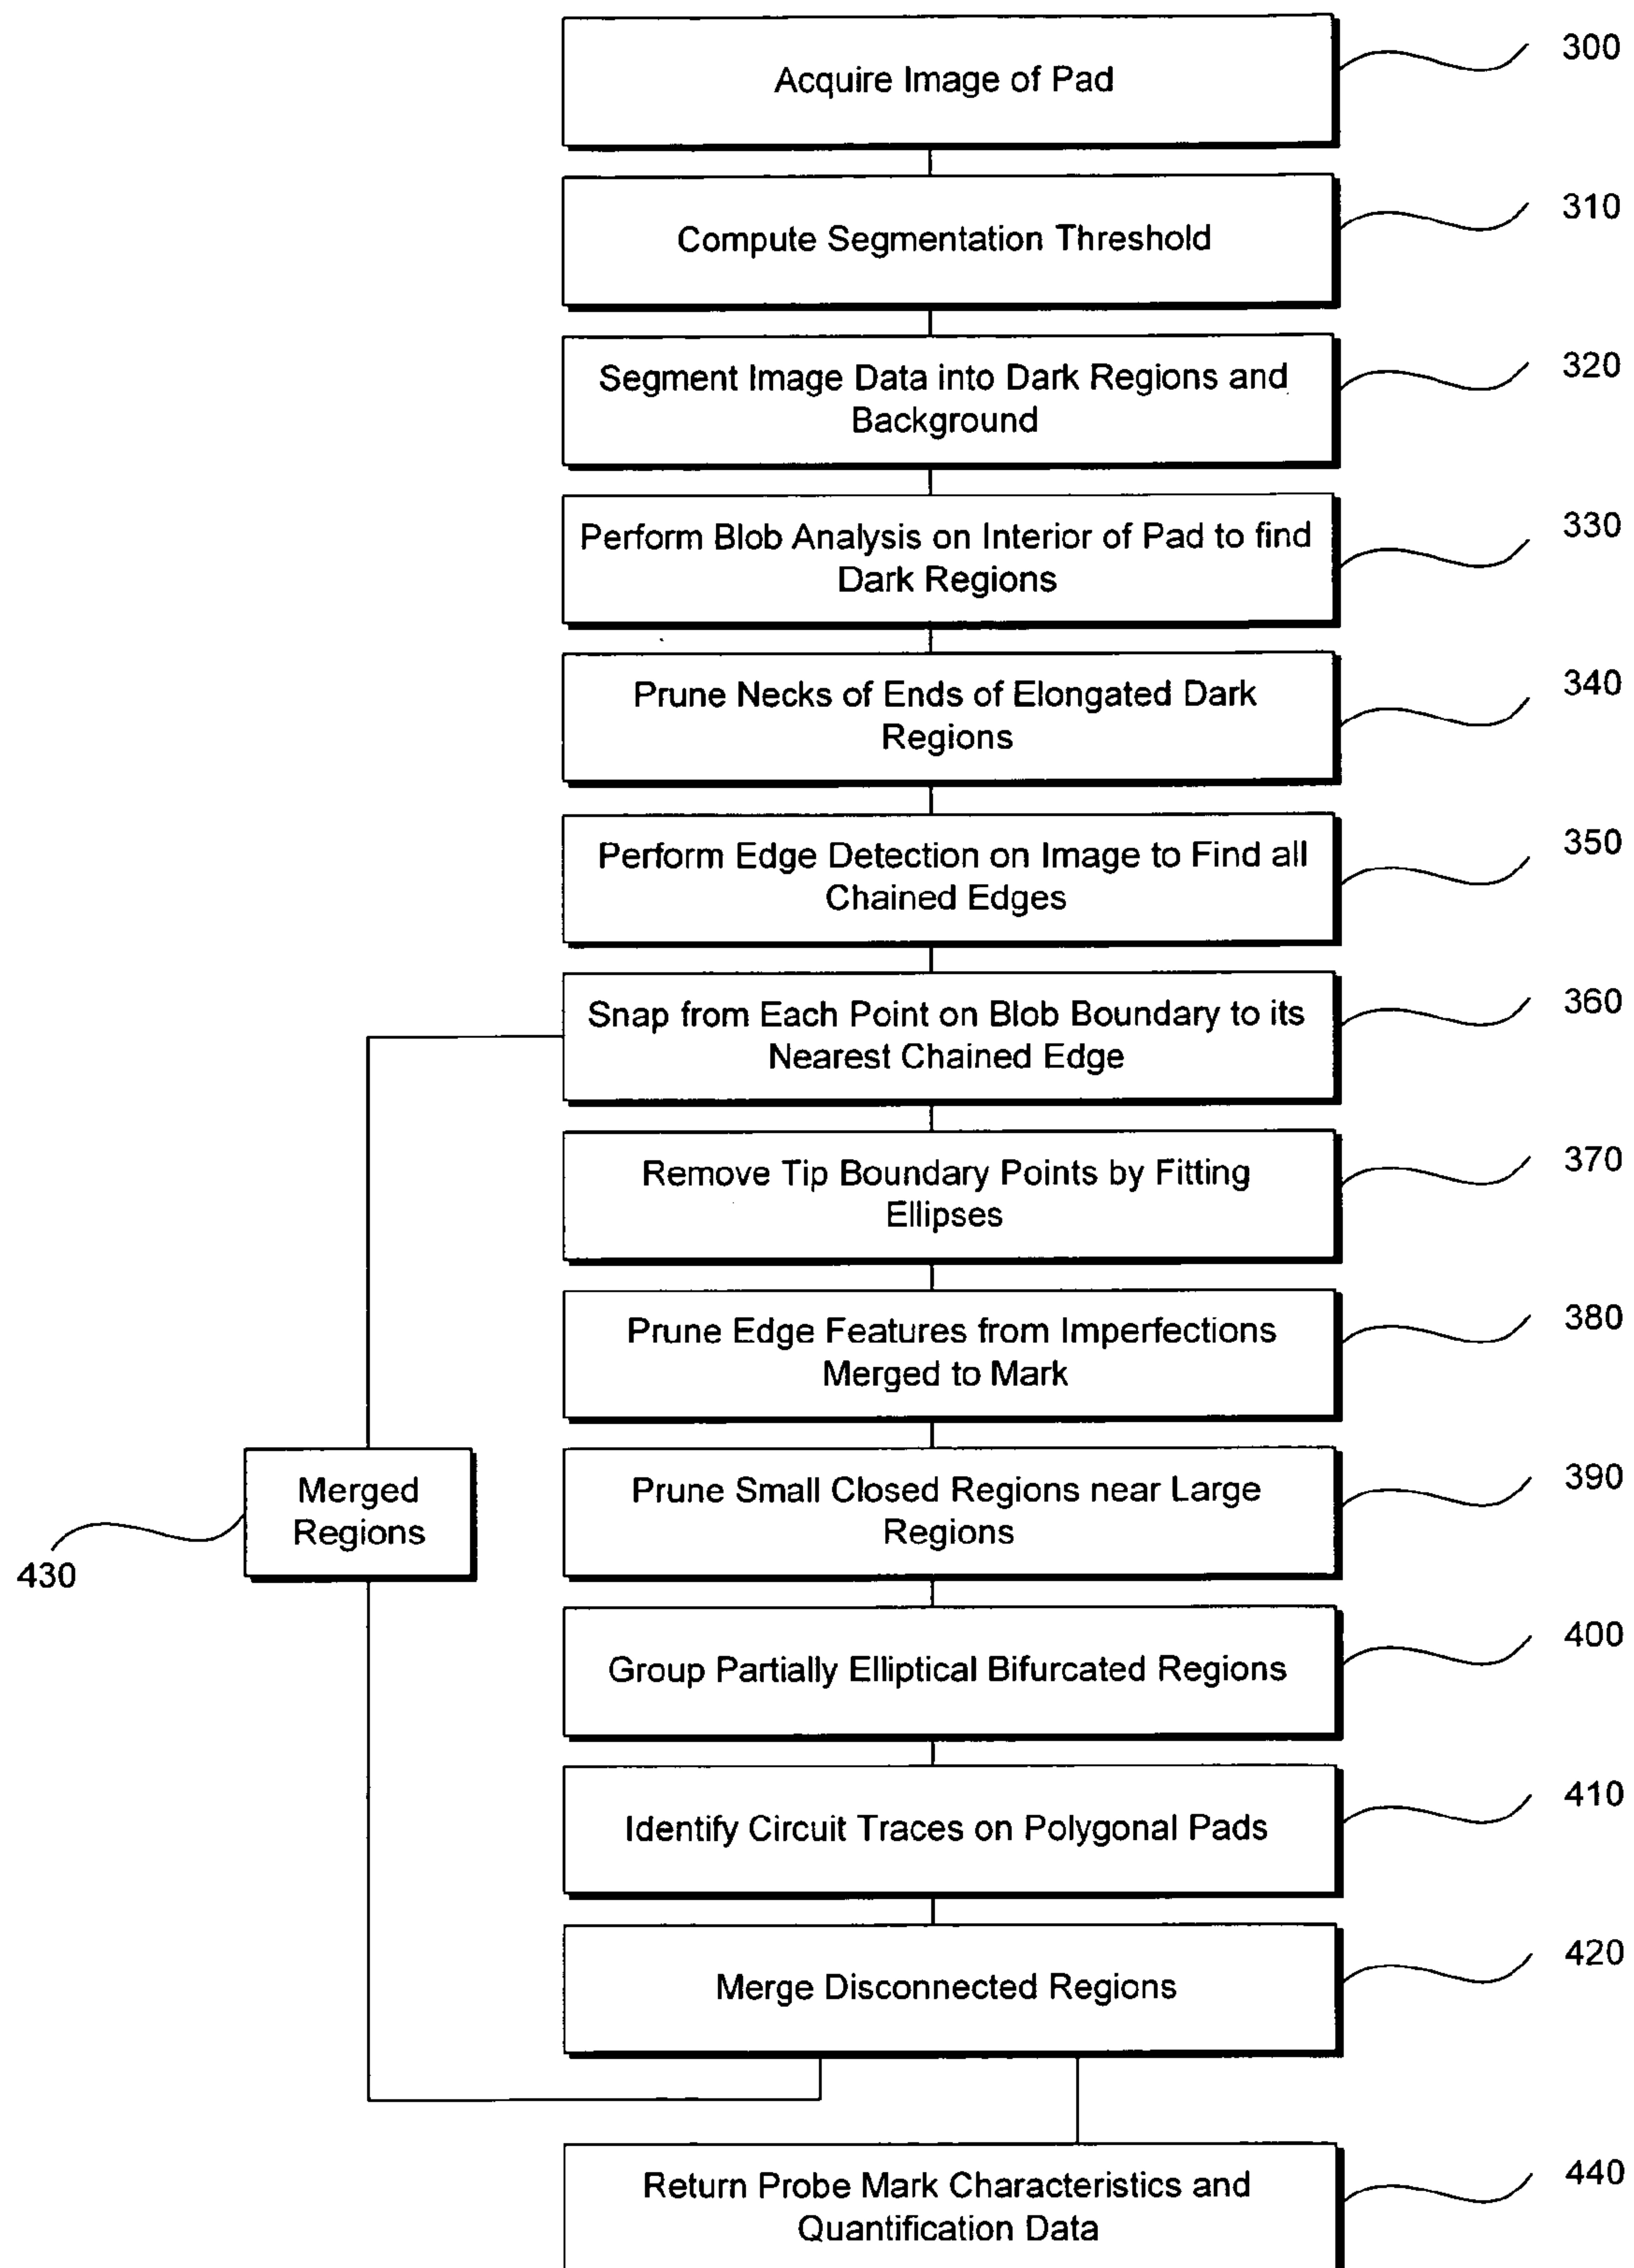 Acquire Image of Pad
300
Compute Segmentation Threshold
310
Segment Image Data into Dark Regions and
Background
320
Perform Blob Analysis on Interior of Pad to find
Dark Regions
330
Prune Necks of Ends of Elongated Dark
Regions
340
Perform Edge Detection on Image to Find all
Chained Edges
350
Snap from Each Point on Blob Boundary to its
Nearest Chained Edge
360
Remove Tip Boundary Points by Fitting
Ellipses
370
Prune Edge Features from Imperfections
Merged to Mark
380
Merged
Regions
430
Prune Small Closed Regions near Large
Regions
390
Group Partially Elliptical Bifurcated Regions
400
Identify Circuit Traces on Polygonal Pads
410
Merge Disconnected Regions
420
Return Probe Mark Characteristics and
Quantification Data
440